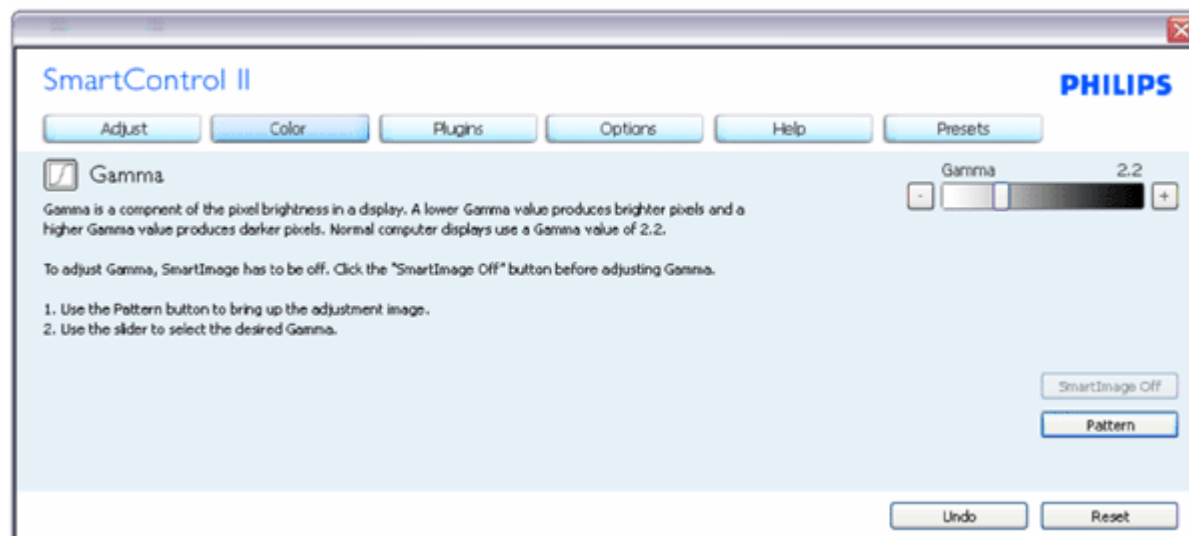 SmartControl II
PHILIPS
Adjust
Color
Plugins
Options
Help
Presets
Gamma
Gamma is a compnent of the pixel brightness in a display. A lower Gamma value produces brighter pixels and a
higher Gamma value produces darker pixels. Normal computer displays use a Gamma value of 2.2.
To adjust Gamma, SmartImage has to be off. Click the "SmartImage Off" button before adjusting Gamma.
1. Use the Pattern button to bring up the adjustment image.
2. Use the slider to select the desired Gamma.
Gamma 2.2
- +
SmartImage Off
Pattern
Undo
Reset